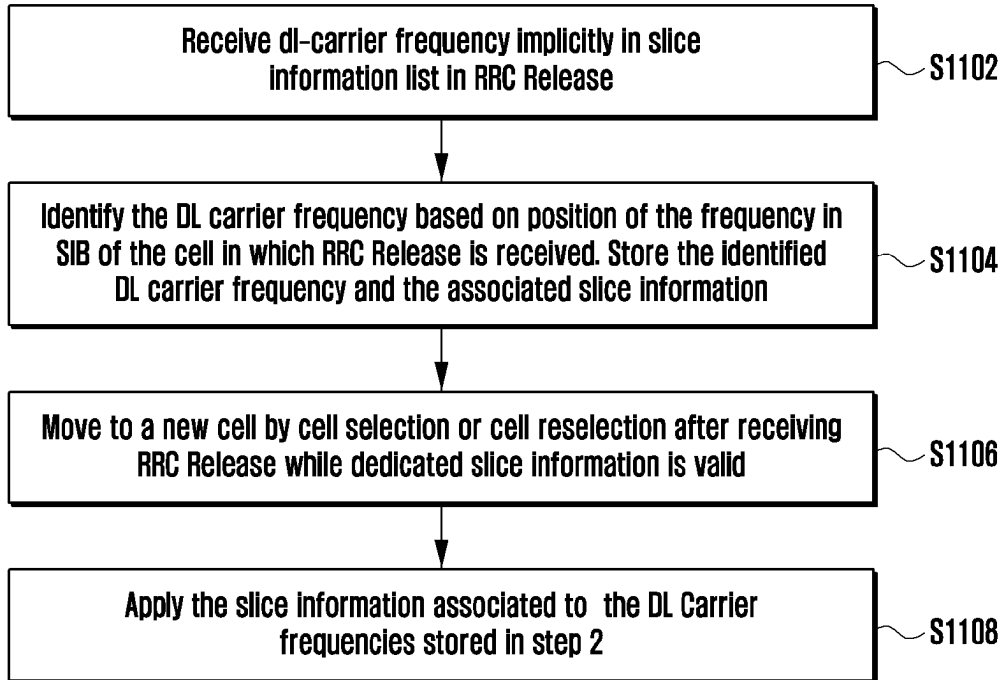 Receive dl-carrier frequency implicitly in slice
information list in RRC Release
S1102
Identify the DL carrier frequency based on position of the frequency in
SIB of the cell in which RRC Release is received. Store the identified
DL carrier frequency and the associated slice information
S1104
Move to a new cell by cell selection or cell reselection after receiving
RRC Release while dedicated slice information is valid
S1106
Apply the slice information associated to the DL Carrier
frequencies stored in step 2
S1108